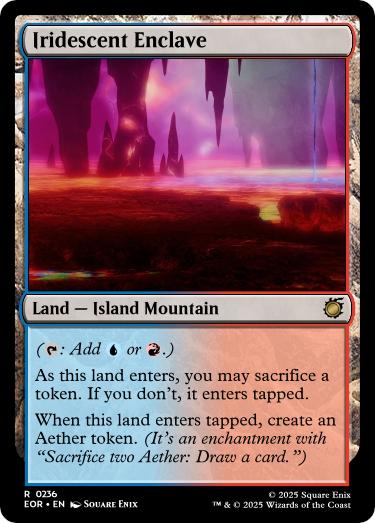 Iridescent Enclave
Land — Island Mountain
(: Add or .)
As this land enters, you may sacrifice a
token. If you don't, it enters tapped.
When this land enters tapped, create an
Aether token. (It's an enchantment with
"Sacrifice two Aether: Draw a card.")
R 0236
EOR • EN SQUARE ENIX
© 2025 Square Enix
™ & © 2025 Wizards of the Coast